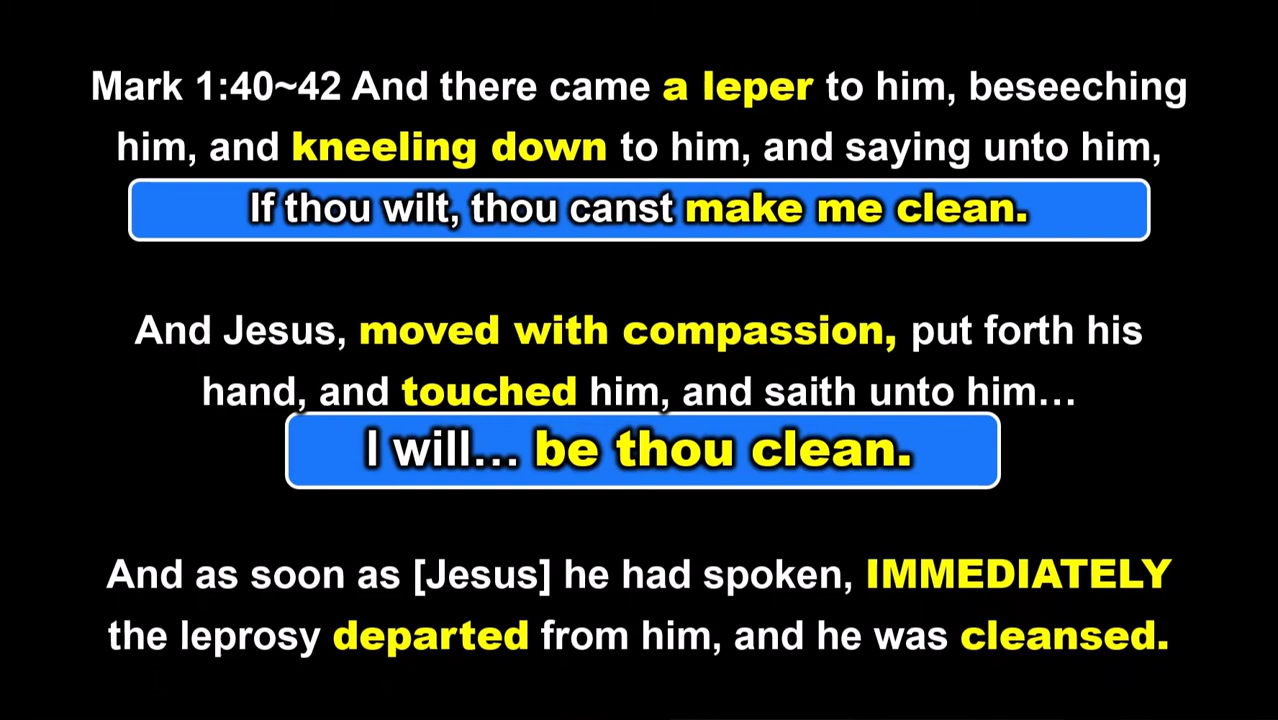 Mark 1:40~42 And there came a leper to him, beseeching
him, and kneeling down to him, and saying unto him,
If thou wilt, thou canst make me clean.
And Jesus, moved with compassion, put forth his
hand, and touched him, and saith unto him…
I will… be thou clean.
And as soon as [Jesus] he had spoken, IMMEDIATELY
the leprosy departed from him, and he was cleansed.